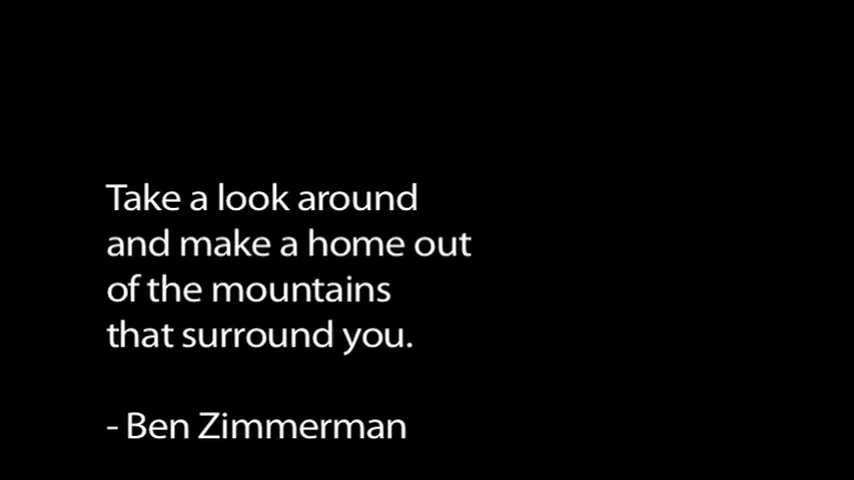 Take a look around
and make a home out
of the mountains
that surround you.
- Ben Zimmerman